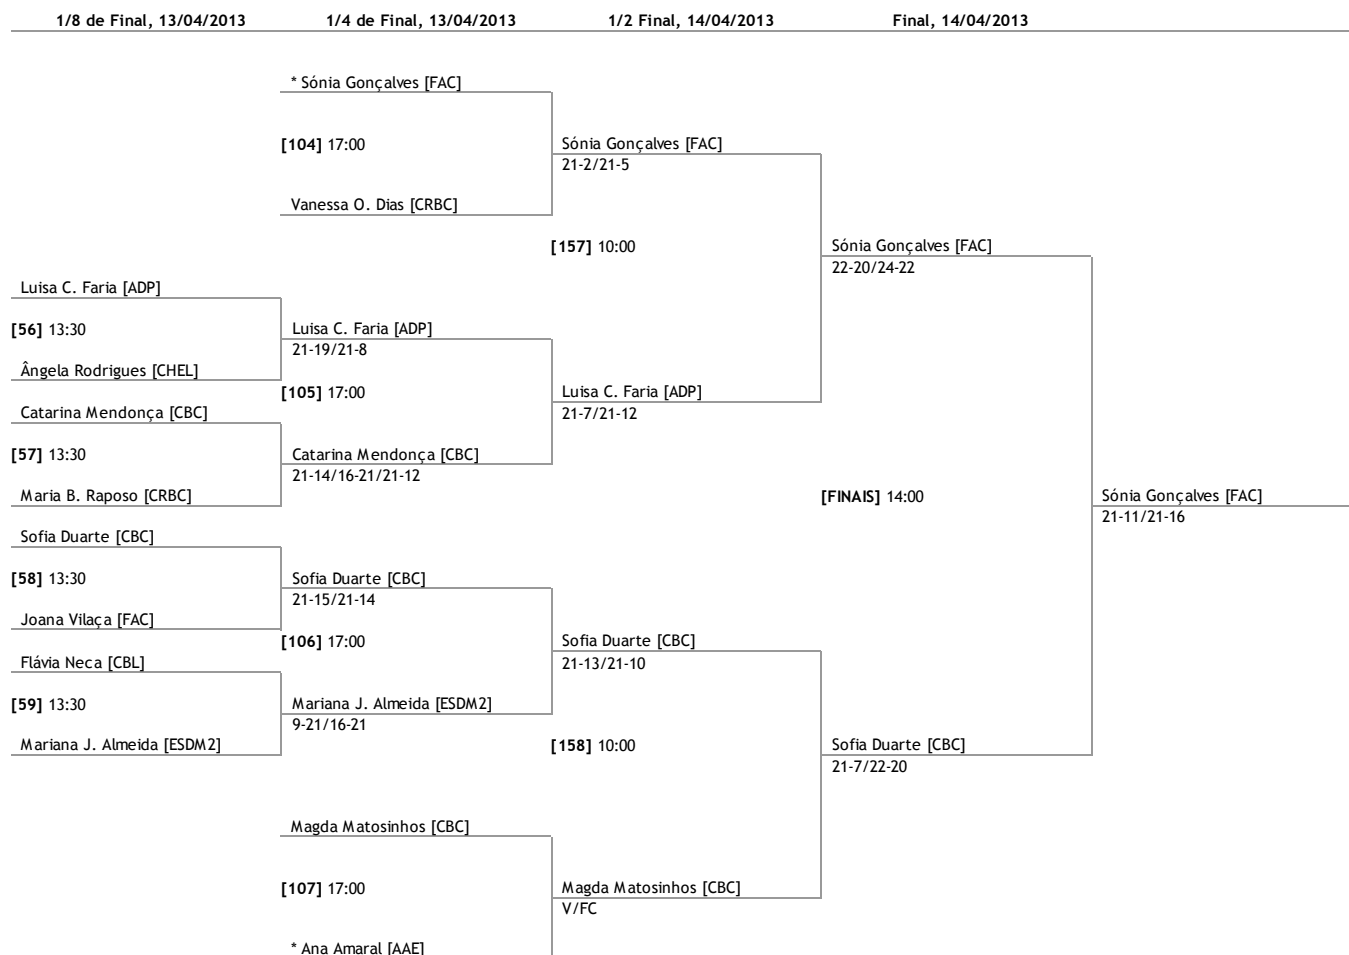 1/8 de Final, 13/04/2013 1/4 de Final, 13/04/2013 1/2 Final, 14/04/2013 Final, 14/04/2013
* Sónia Gonçalves [FAC]
[104] 17:00 Sónia Gonçalves [FAC]
21-2/21-5
Vanessa O. Dias [CRBC]
[157] 10:00 Sónia Gonçalves [FAC]
22-20/24-22
Luisa C. Faria [ADP]
[56] 13:30 Luisa C. Faria [ADP]
21-19/21-8
Ângela Rodrigues [CHEL]
[105] 17:00 Luisa C. Faria [ADP]
Catarina Mendonça [CBC] 21-7/21-12
[57] 13:30 Catarina Mendonça [CBC]
21-14/16-21/21-12
Maria B. Raposo [CRBC] [FINAIS] 14:00 Sónia Gonçalves [FAC]
21-11/21-16
Sofia Duarte [CBC]
[58] 13:30 Sofia Duarte [CBC]
21-15/21-14
Joana Vilaça [FAC]
[106] 17:00 Sofia Duarte [CBC]
Flávia Neca [CBL] 21-13/21-10
[59] 13:30 Mariana J. Almeida [ESDM2]
9-21/16-21
Mariana J. Almeida [ESDM2] [158] 10:00 Sofia Duarte [CBC]
21-7/22-20
Magda Matosinhos [CBC]
[107] 17:00 Magda Matosinhos [CBC]
V/FC
* Ana Amaral [AAE]